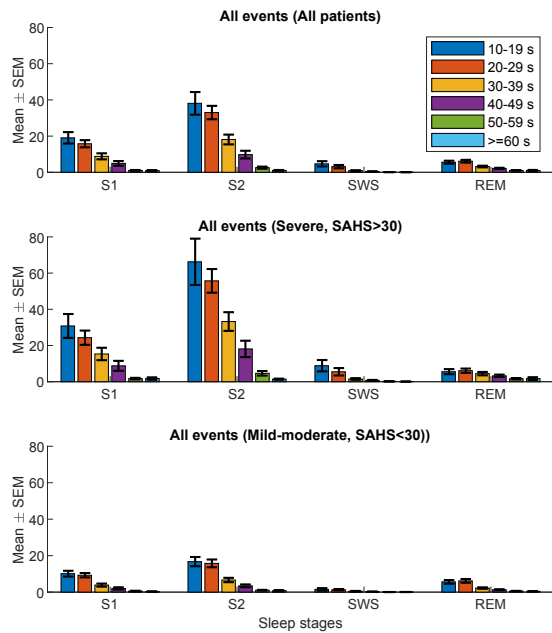 All events (All patients)
80
60
40
20
0
Mean ± SEM
S1 S2 SWS REM
10-19 s
20-29 s
30-39 s
40-49 s
50-59 s
>=60 s
All events (Severe, SAHS>30)
80
60
40
20
0
Mean ± SEM
S1 S2 SWS REM
All events (Mild-moderate, SAHS<30))
80
60
40
20
0
Mean ± SEM
S1 S2 SWS REM
Sleep stages